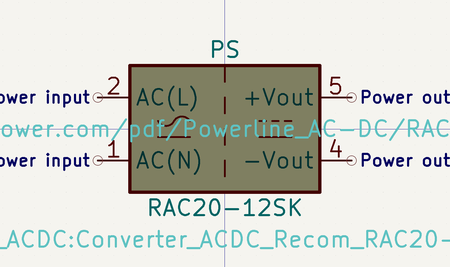 PS
2 AC(L) +Vout 5
ower input Power out
ower.com/pdf/Powerline_AC-DC/RAC
1 AC(N) -Vout 4
ower input Power out
RAC20-12SK
_ACDC:Converter_ACDC_Recom_RAC20-